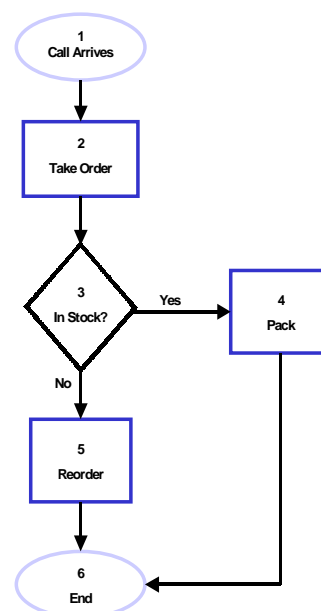 1
Call Arrives
2
Take Order
3
In Stock?
Yes
4
Pack
No
5
Reorder
6
End